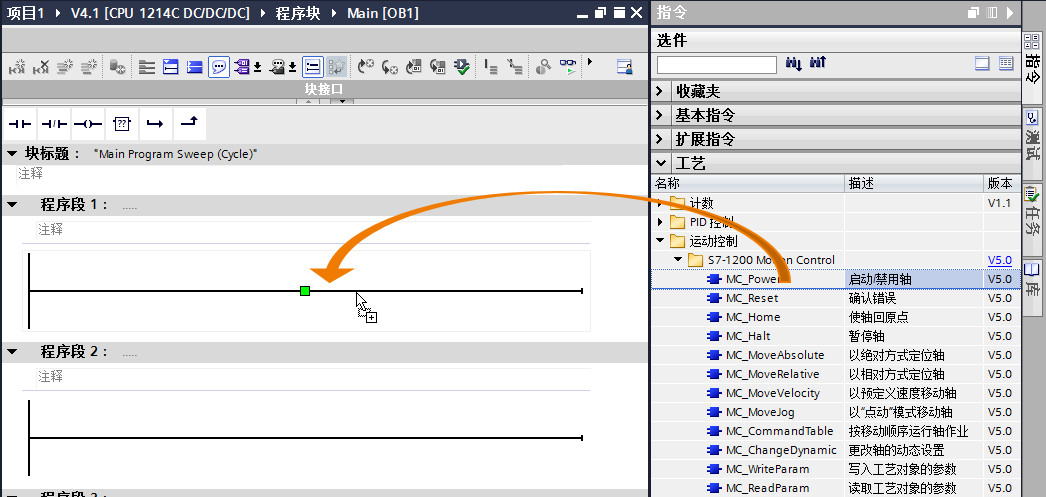 项目1 ▸ V4.1 [CPU 1214C DC/DC/DC] ▸ 程序块 ▸ Main [OB1]
块接口
??
块标题： "Main Program Sweep (Cycle)"
注释
程序段 1： .....
注释
程序段 2： .....
注释
程序段 3：
指令
选件
收藏夹
基本指令
扩展指令
工艺
名称 描述 版本
计数 V1.1
PID 控制
运动控制
S7-1200 Motion Control V5.0
MC_Power 启动/禁用轴 V5.0
MC_Reset 确认错误 V5.0
MC_Home 使轴回原点 V5.0
MC_Halt 暂停轴 V5.0
MC_MoveAbsolute 以绝对方式定位轴 V5.0
MC_MoveRelative 以相对方式定位轴 V5.0
MC_MoveVelocity 以预定义速度移动轴 V5.0
MC_MoveJog 以“点动”模式移动轴 V5.0
MC_CommandTable 按移动顺序运行轴作业 V5.0
MC_ChangeDynamic 更改轴的动态设置 V5.0
MC_WriteParam 写入工艺对象的参数 V5.0
MC_ReadParam 读取工艺对象的参数 V5.0
指令
测试
任务
库